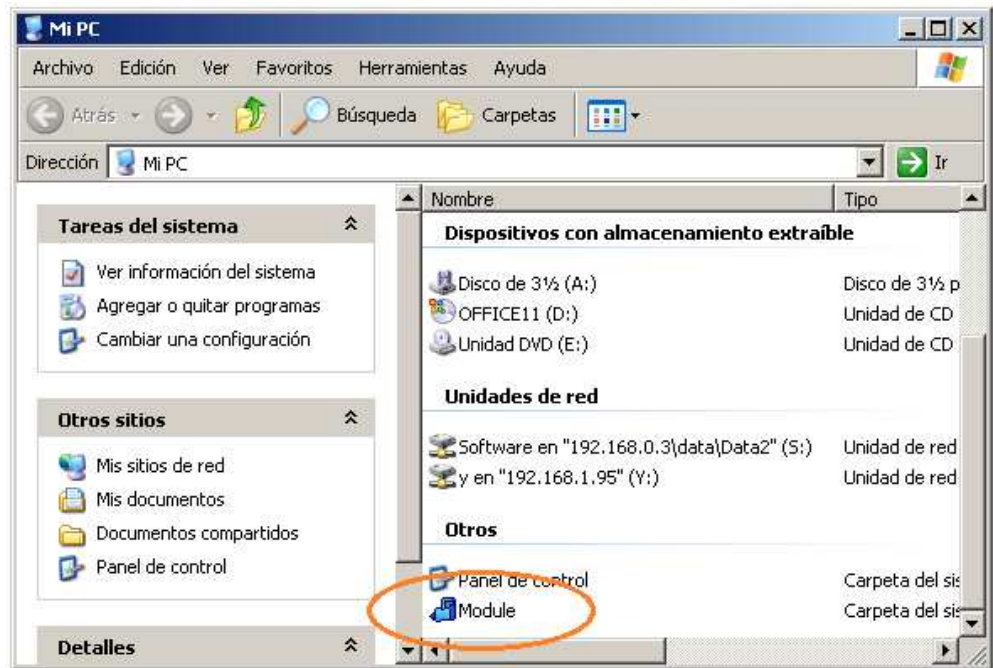 Mi PC
Archivo Edición Ver Favoritos Herramientas Ayuda
Atrás Búsqueda Carpetas
Dirección Mi PC Ir
Tareas del sistema
Ver información del sistema
Agregar o quitar programas
Cambiar una configuración
Otros sitios
Mis sitios de red
Mis documentos
Documentos compartidos
Panel de control
Detalles
Nombre Tipo
Dispositivos con almacenamiento extraíble
Disco de 3½ (A:) Disco de 3½ p
OFFICE11 (D:) Unidad de CD
Unidad DVD (E:) Unidad de CD
Unidades de red
Software en "192.168.0.3\data\Data2" (S:) Unidad de red
y en "192.168.1.95" (Y:) Unidad de red
Otros
Panel de control Carpeta del sis
Module Carpeta del sis